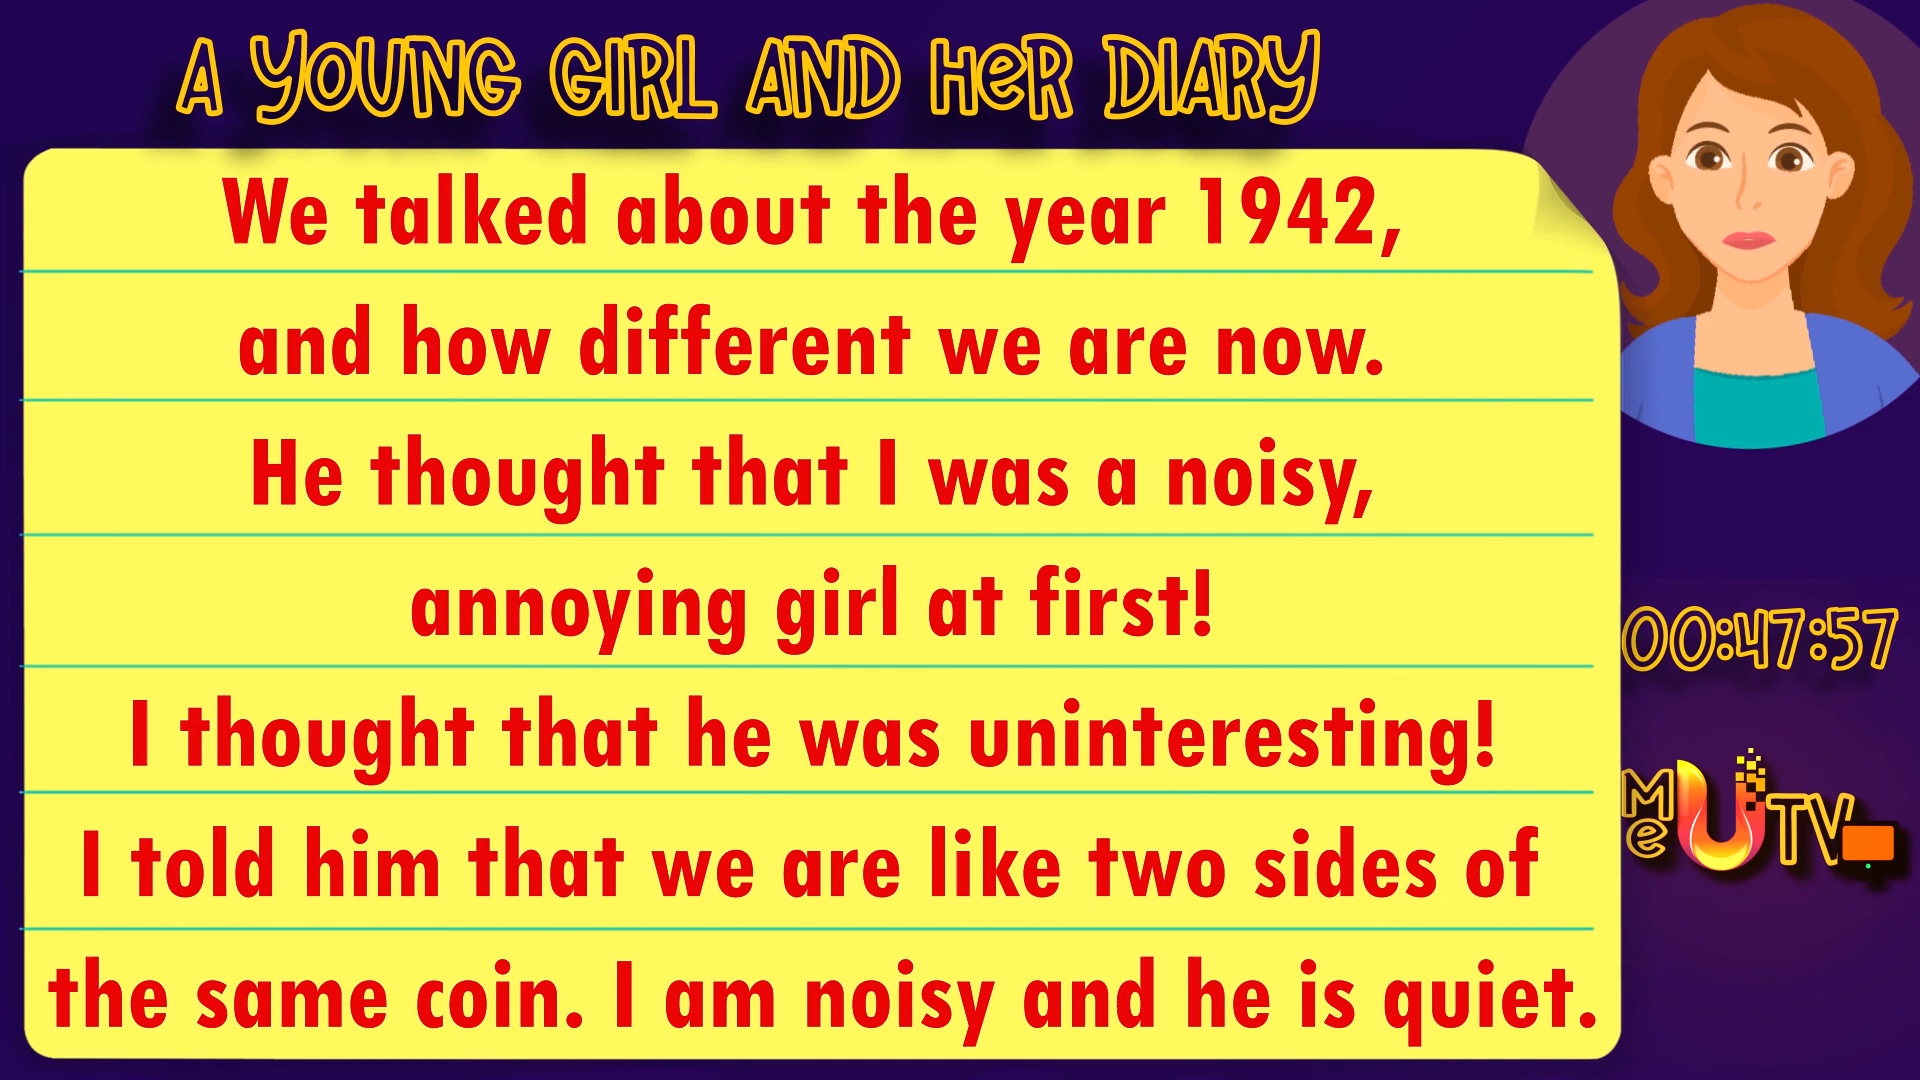 A YOUNG GIRL AND HeR DIARY
We talked about the year 1942,
and how different we are now.
He thought that I was a noisy,
annoying girl at first!
I thought that he was uninteresting!
I told him that we are like two sides of
the same coin. I am noisy and he is quiet.
00:47:57
Me U TV